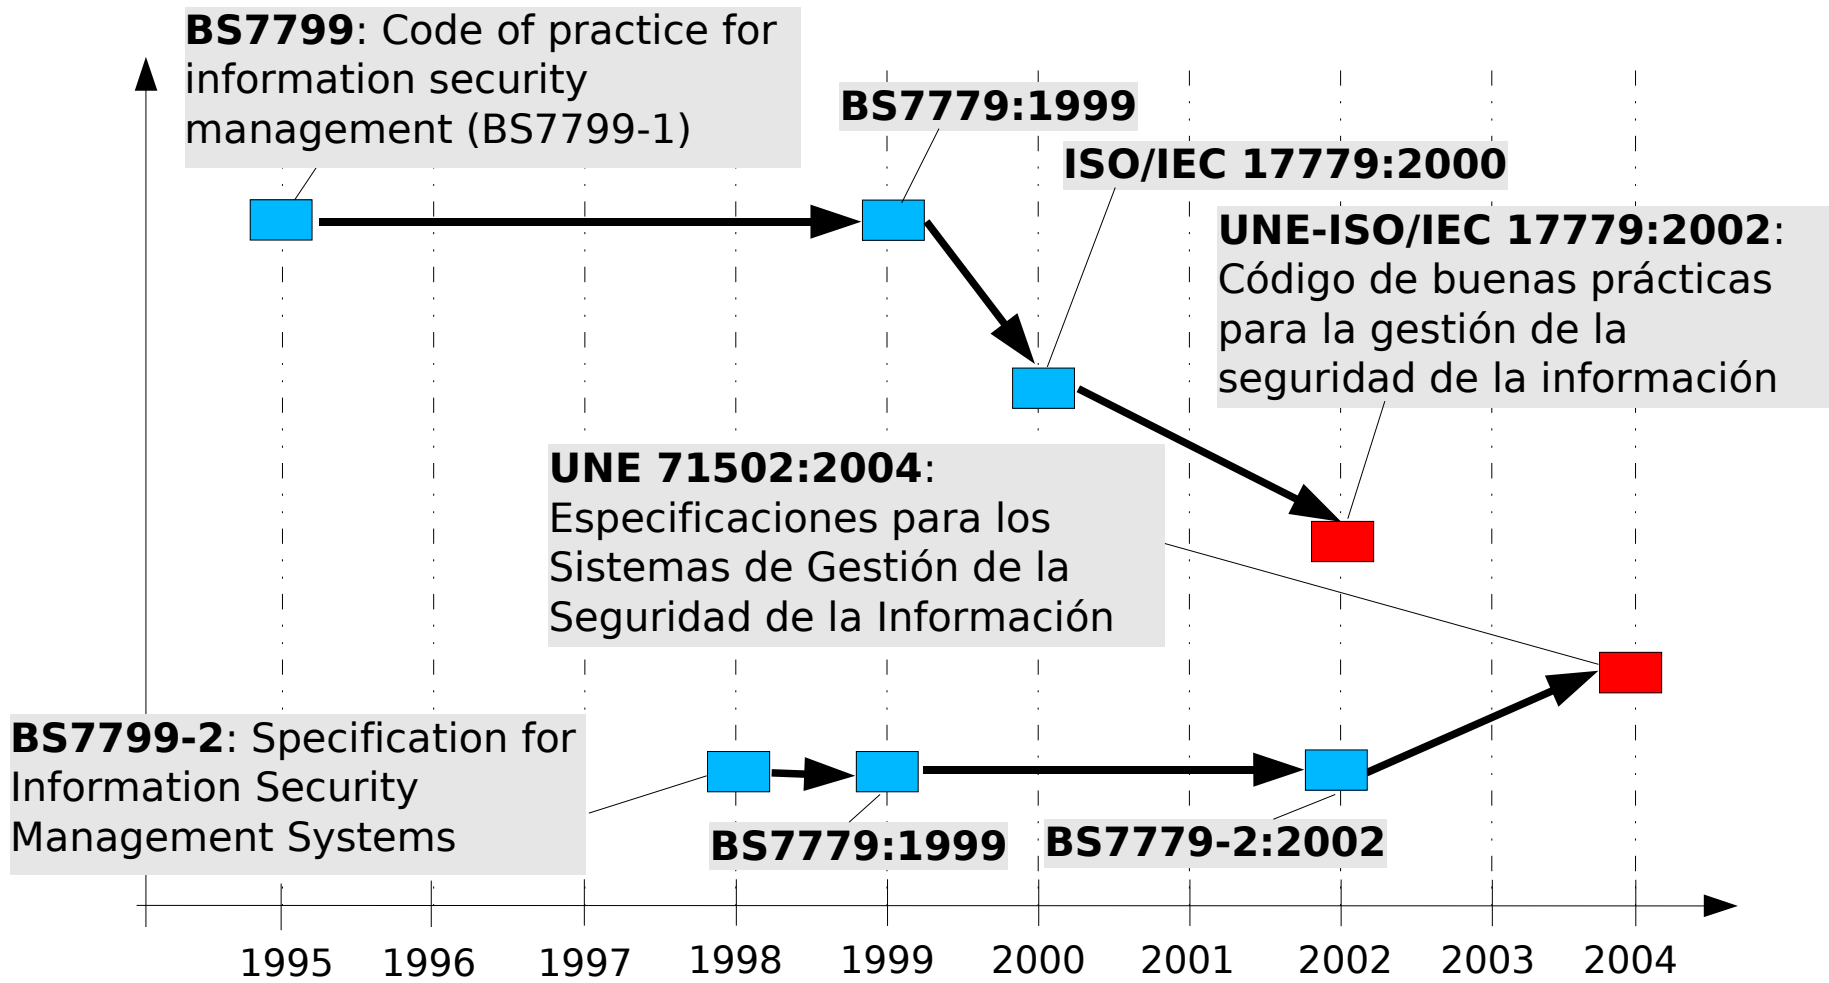 BS7799: Code of practice for
information security
management (BS7799-1)
BS7779:1999
ISO/IEC 17779:2000
UNE-ISO/IEC 17779:2002:
Código de buenas prácticas
para la gestión de la
seguridad de la información
UNE 71502:2004:
Especificaciones para los
Sistemas de Gestión de la
Seguridad de la Información
BS7799-2: Specification for
Information Security
Management Systems
BS7779:1999
BS7779-2:2002
1995 1996 1997 1998 1999 2000 2001 2002 2003 2004